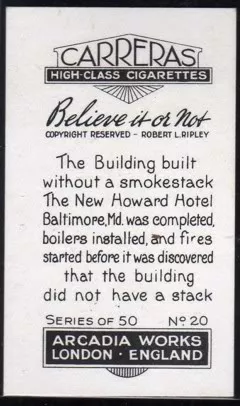 CARRERAS
HIGH-CLASS CIGARETTES
Believe it or Not
COPYRIGHT RESERVED - ROBERT L. RIPLEY
The Building built
without a smokestack
The New Howard Hotel
Baltimore, Md. was completed,
boilers installed, and fires
started before it was discovered
that the building
did not have a stack
SERIES OF 50 No 20
ARCADIA WORKS
LONDON · ENGLAND